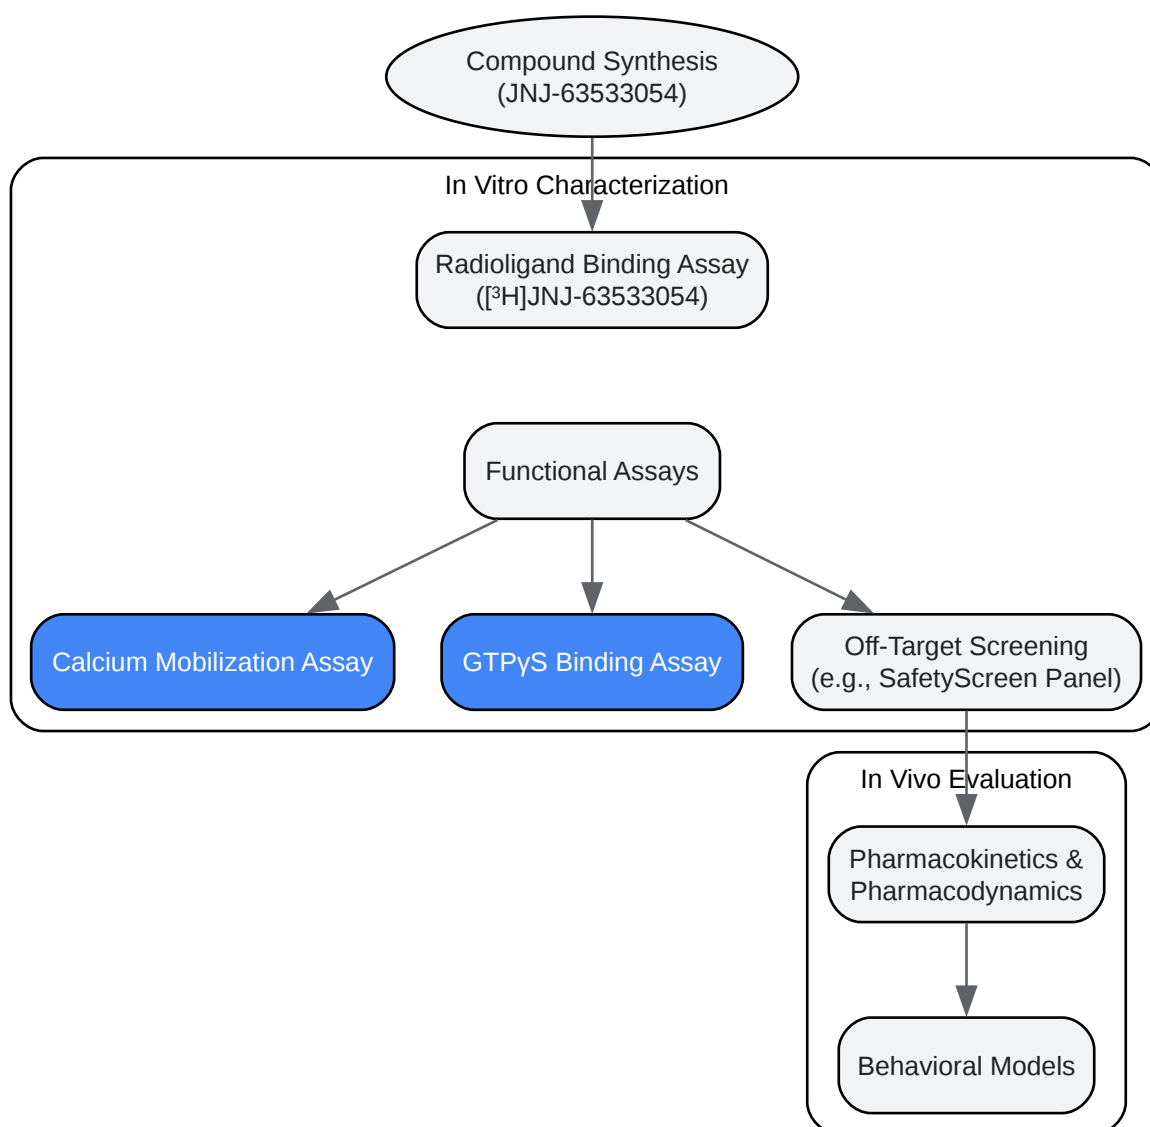 Compound Synthesis
(JNJ-63533054)
In Vitro Characterization
Radioligand Binding Assay
([³H]JNJ-63533054)
Functional Assays
Calcium Mobilization Assay
GTPγS Binding Assay
Off-Target Screening
(e.g., SafetyScreen Panel)
In Vivo Evaluation
Pharmacokinetics &
Pharmacodynamics
Behavioral Models